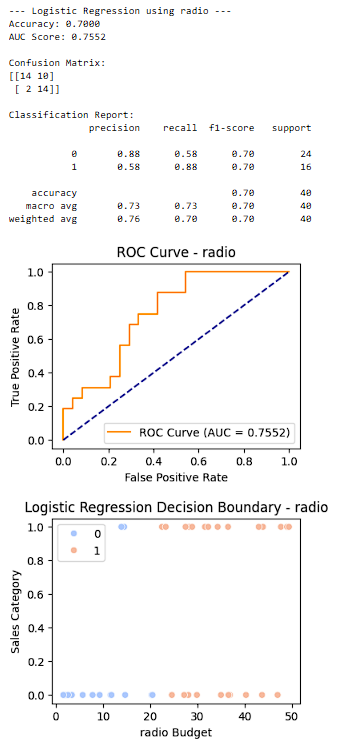 --- Logistic Regression using radio ---
Accuracy: 0.7000
AUC Score: 0.7552
Confusion Matrix:
[[14 10]
[ 2 14]]
Classification Report:
precision recall f1-score support
0 0.88 0.58 0.70 24
1 0.58 0.88 0.70 16
accuracy 0.70 40
macro avg 0.73 0.73 0.70 40
weighted avg 0.76 0.70 0.70 40
ROC Curve - radio
1.0
0.8
0.6
0.4
0.2
0.0
True Positive Rate
ROC Curve (AUC = 0.7552)
0.0 0.2 0.4 0.6 0.8 1.0
False Positive Rate
Logistic Regression Decision Boundary - radio
1.0
0.8
0.6
0.4
0.2
0.0
Sales Category
0
1
0 10 20 30 40 50
radio Budget